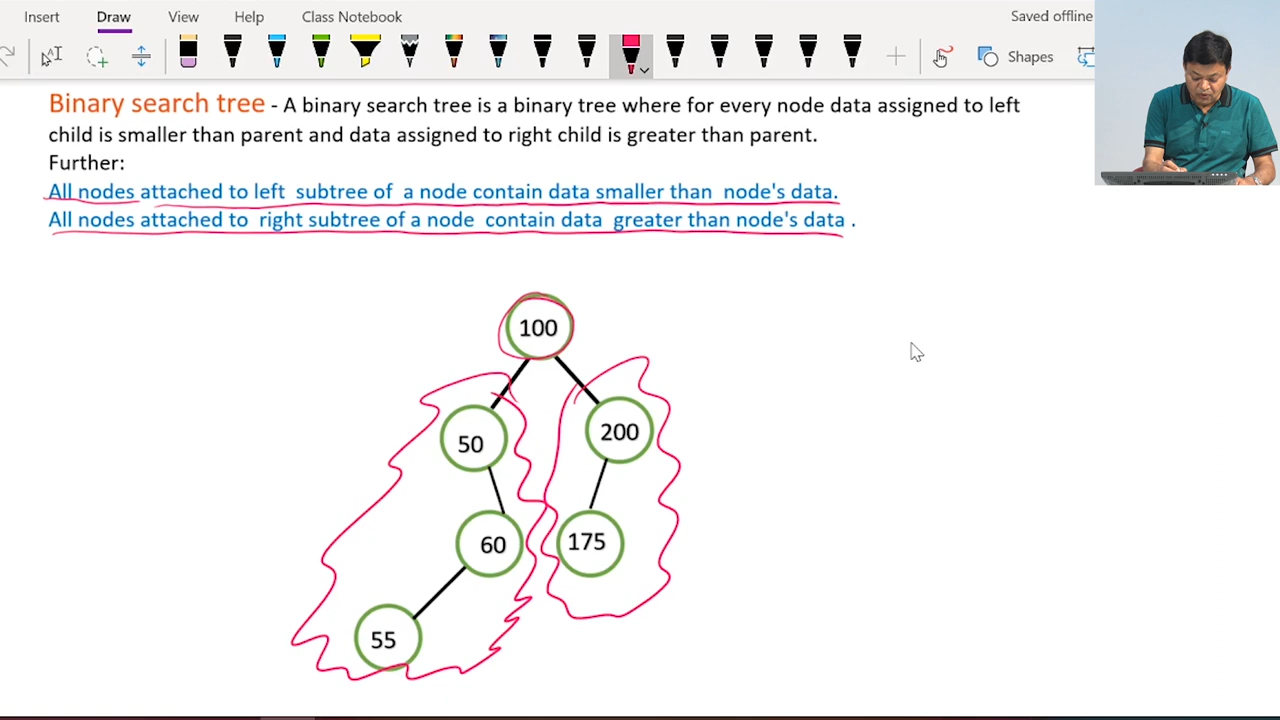 Insert Draw View Help Class Notebook Saved offline
Shapes
Binary search tree - A binary search tree is a binary tree where for every node data assigned to left
child is smaller than parent and data assigned to right child is greater than parent.
Further:
All nodes attached to left subtree of a node contain data smaller than node's data.
All nodes attached to right subtree of a node contain data greater than node's data .
100
50 200
60 175
55